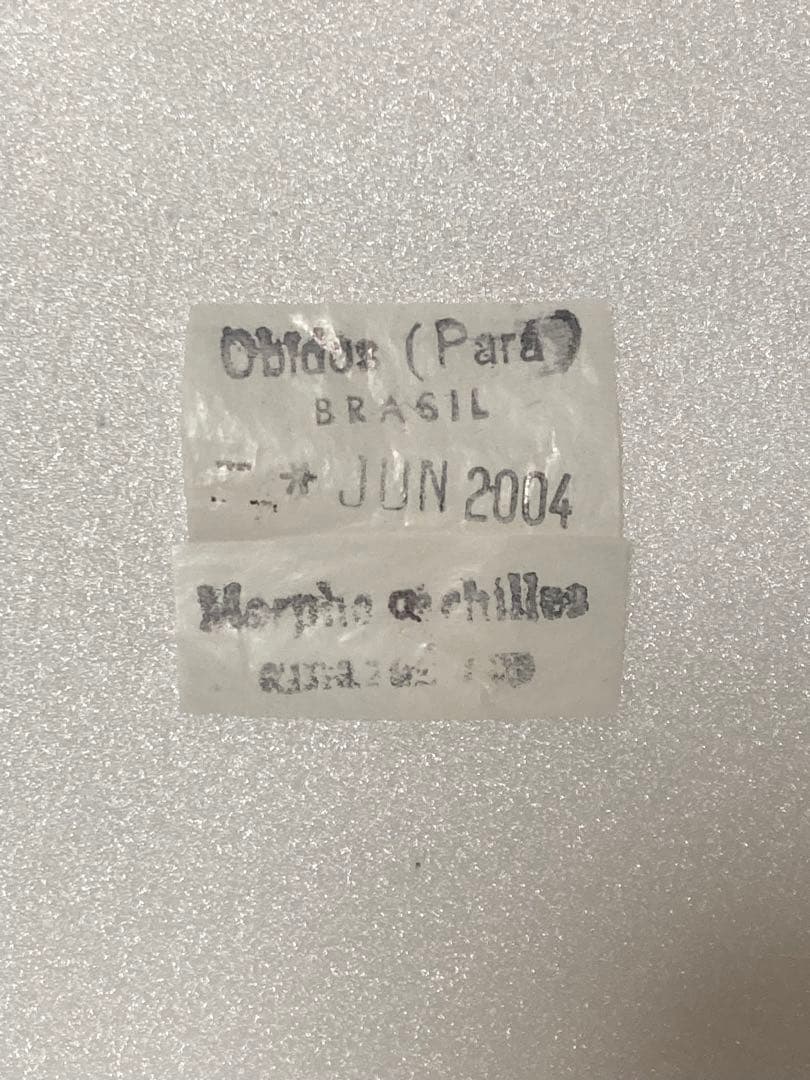 Obidos (Pará)
BRASIL
* JUN 2004
Morpho achilles